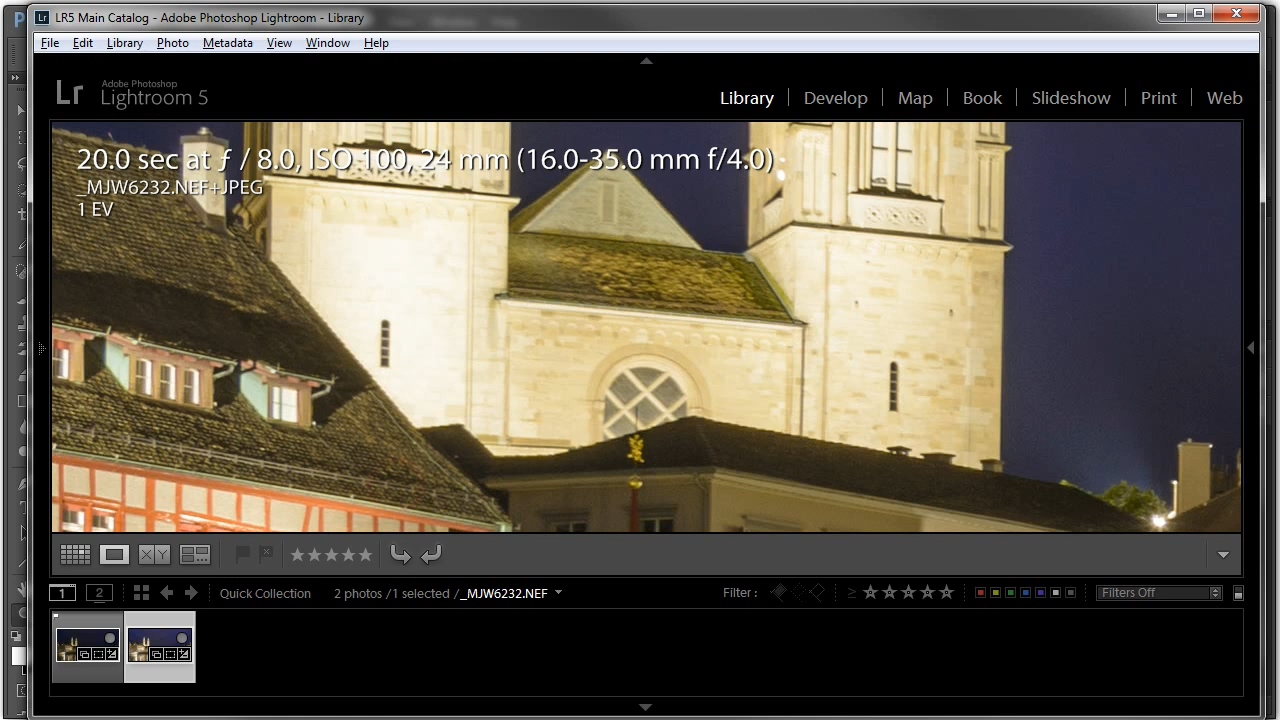 LR5 Main Catalog - Adobe Photoshop Lightroom - Library
File Edit Library Photo Metadata View Window Help
Lr Adobe Photoshop
Lightroom 5
Library Develop Map Book Slideshow Print Web
20.0 sec at ƒ / 8.0, ISO 100, 24 mm (16.0-35.0 mm f/4.0)
_MJW6232.NEF+JPEG
1 EV
XY
1 2 Quick Collection 2 photos / 1 selected / _MJW6232.NEF Filter : ≥ Filters Off